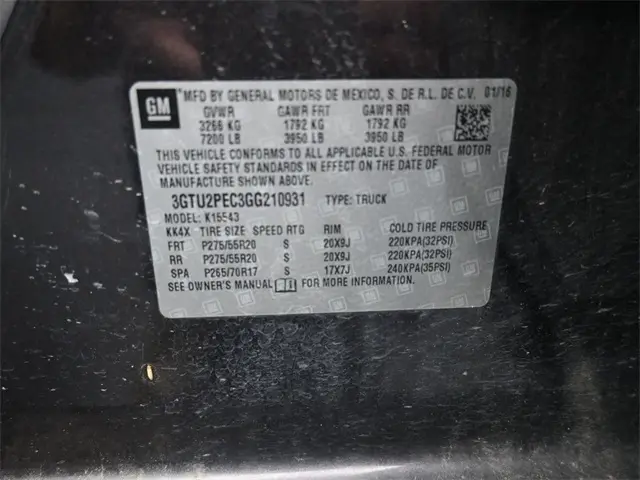 GM *MFD BY GENERAL MOTORS DE MEXICO, S. DE R.L. DE C.V. 01/16
GVWR GAWR FRT GAWR RR
3266 KG 1792 KG 1792 KG
7200 LB 3950 LB 3950 LB
THIS VEHICLE CONFORMS TO ALL APPLICABLE U.S. FEDERAL MOTOR
VEHICLE SAFETY STANDARDS IN EFFECT ON THE DATE OF
MANUFACTURE SHOWN ABOVE.
3GTU2PEC3GG210931 TYPE: TRUCK
MODEL: K15543
KK4X TIRE SIZE SPEED RTG RIM COLD TIRE PRESSURE
FRT P275/55R20 S 20X9J 220KPA(32PSI)
RR P275/55R20 S 20X9J 220KPA(32PSI)
SPA P265/70R17 S 17X7J 240KPA(35PSI)
SEE OWNER'S MANUAL FOR MORE INFORMATION